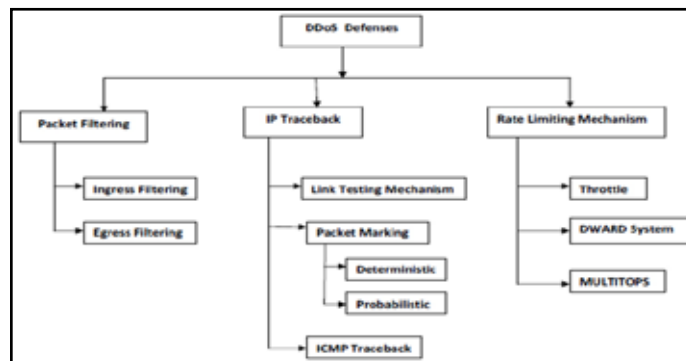 DDoS Defenses
Packet Filtering
IP Traceback
Rate Limiting Mechanism
Ingress Filtering
Egress Filtering
Link Testing Mechanism
Packet Marking
Deterministic
Probabilistic
ICMP Traceback
Throttle
DWARD System
MULTITOPS